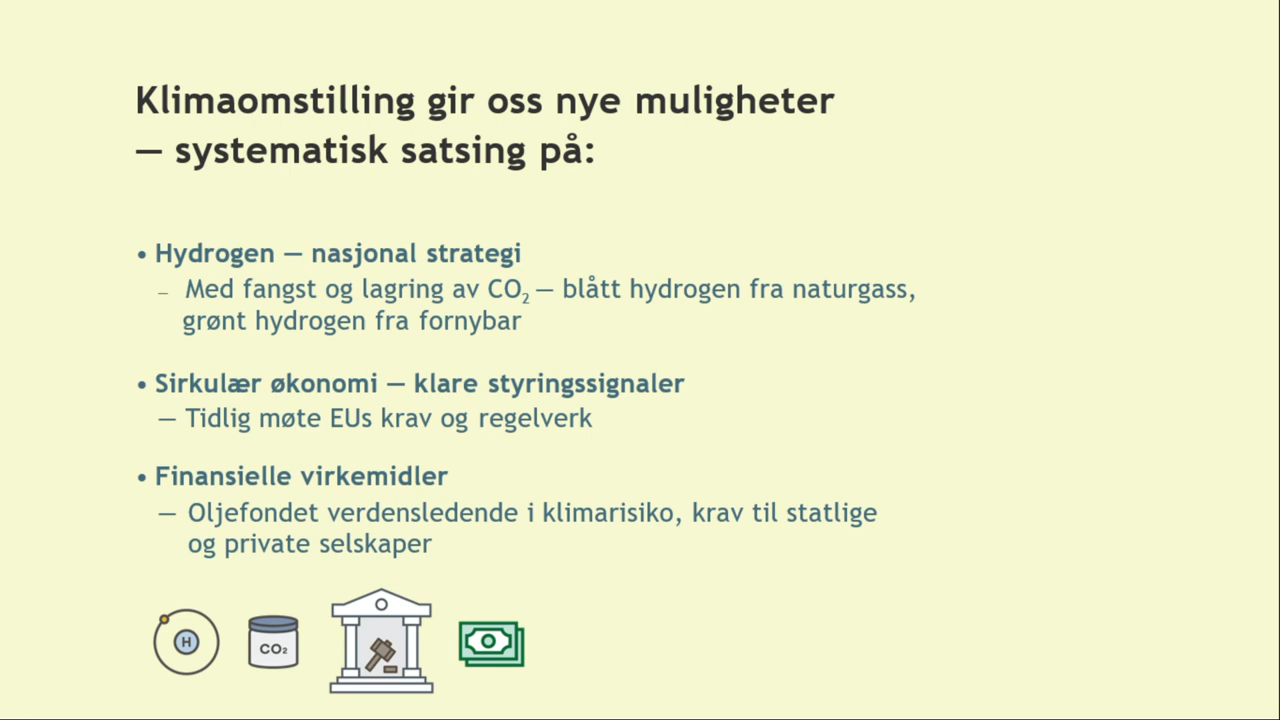 Klimaomstilling gir oss nye muligheter
— systematisk satsing på:
• Hydrogen — nasjonal strategi
– Med fangst og lagring av CO₂ — blått hydrogen fra naturgass,
grønt hydrogen fra fornybar
• Sirkulær økonomi — klare styringssignaler
— Tidlig møte EUs krav og regelverk
• Finansielle virkemidler
— Oljefondet verdensledende i klimarisiko, krav til statlige
og private selskaper
H
CO₂